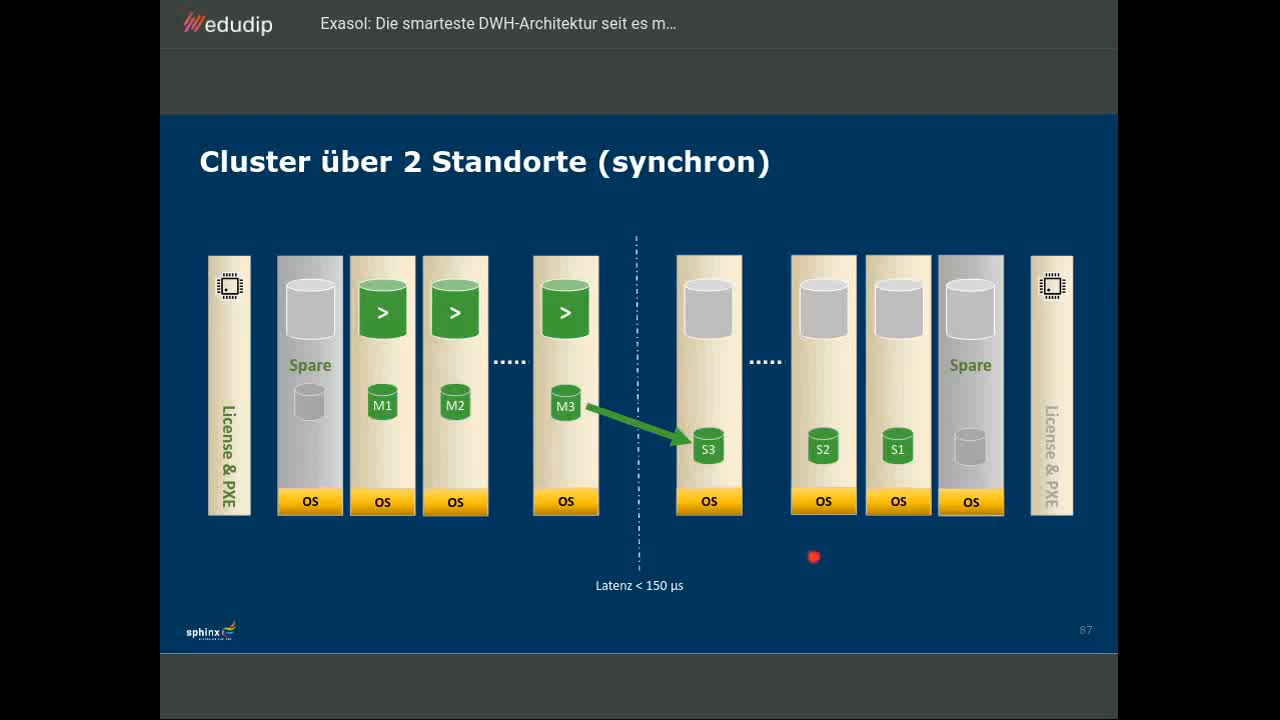 edudip
Exasol: Die smarteste DWH-Architektur seit es m...
Cluster über 2 Standorte (synchron)
> > >
Spare
.....
.....
Spare
M1 M2 M3
S3 S2 S1
License & PXE
License & PXE
OS OS OS OS OS OS OS OS
Latenz < 150 µs
sphinx
87